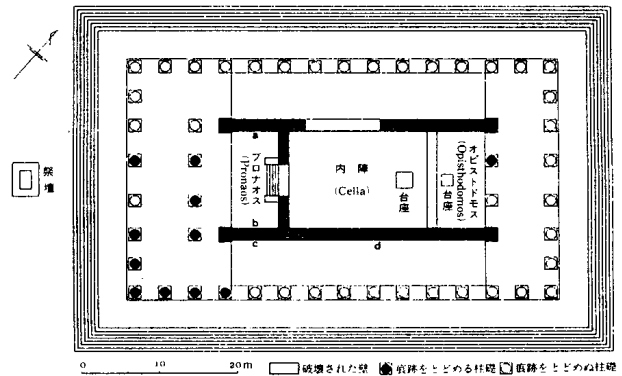 祭壇
a
プロナオス
(Pronaos)
b
c
内陣
(Cella)
台座
台座
オピストドモス
(Opisthodomos)
d
0 10 20m
破壊された壁 痕跡をとどめる柱礎 痕跡をとどめぬ柱礎